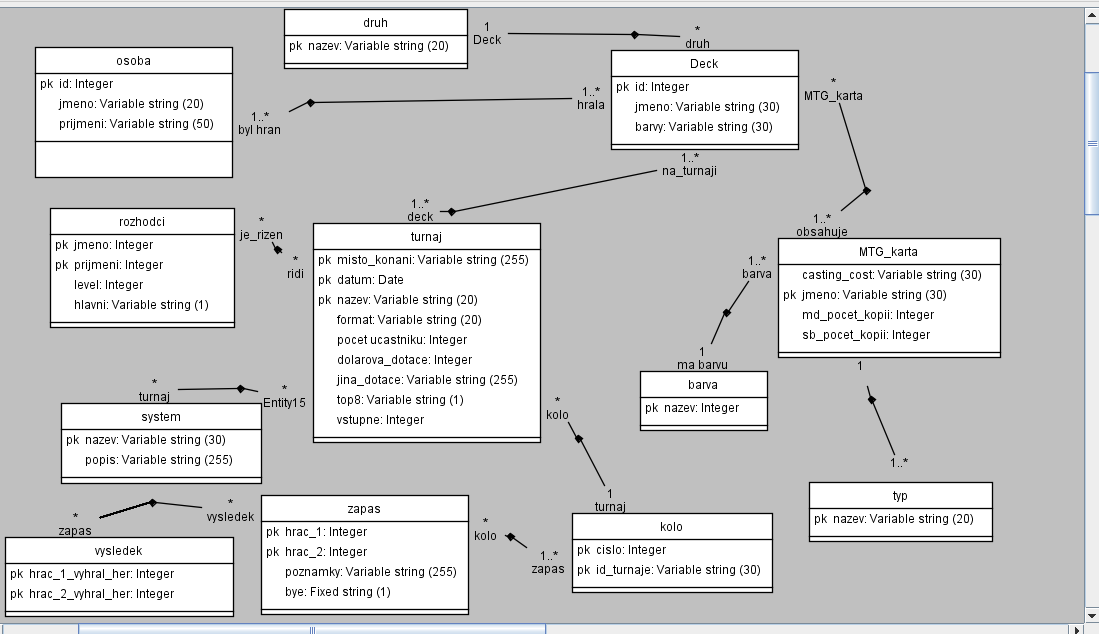 druh
pk nazev: Variable string (20)
1
Deck
*
druh
osoba
pk id: Integer
jmeno: Variable string (20)
prijmeni: Variable string (50)
1..*
byl hran
1..*
hrala
Deck
pk id: Integer
jmeno: Variable string (30)
barvy: Variable string (30)
*
MTG_karta
1..*
na_turnaji
1..*
deck
1..*
obsahuje
rozhodci
pk jmeno: Integer
pk prijmeni: Integer
level: Integer
hlavni: Variable string (1)
*
je_rizen
*
ridi
turnaj
pk misto_konani: Variable string (255)
pk datum: Date
pk nazev: Variable string (20)
format: Variable string (20)
pocet ucastniku: Integer
dolarova_dotace: Integer
jina_dotace: Variable string (255)
top8: Variable string (1)
vstupne: Integer
MTG_karta
casting_cost: Variable string (30)
pk jmeno: Variable string (30)
md_pocet_kopii: Integer
sb_pocet_kopii: Integer
1..*
barva
1
ma barvu
barva
pk nazev: Integer
1
1..*
*
turnaj
*
Entity15
system
pk nazev: Variable string (30)
popis: Variable string (255)
*
kolo
1
turnaj
typ
pk nazev: Variable string (20)
*
zapas
*
vysledek
vysledek
pk hrac_1_vyhral_her: Integer
pk hrac_2_vyhral_her: Integer
zapas
pk hrac_1: Integer
pk hrac_2: Integer
poznamky: Variable string (255)
bye: Fixed string (1)
*
kolo
1..*
zapas
kolo
pk cislo: Integer
pk id_turnaje: Variable string (30)